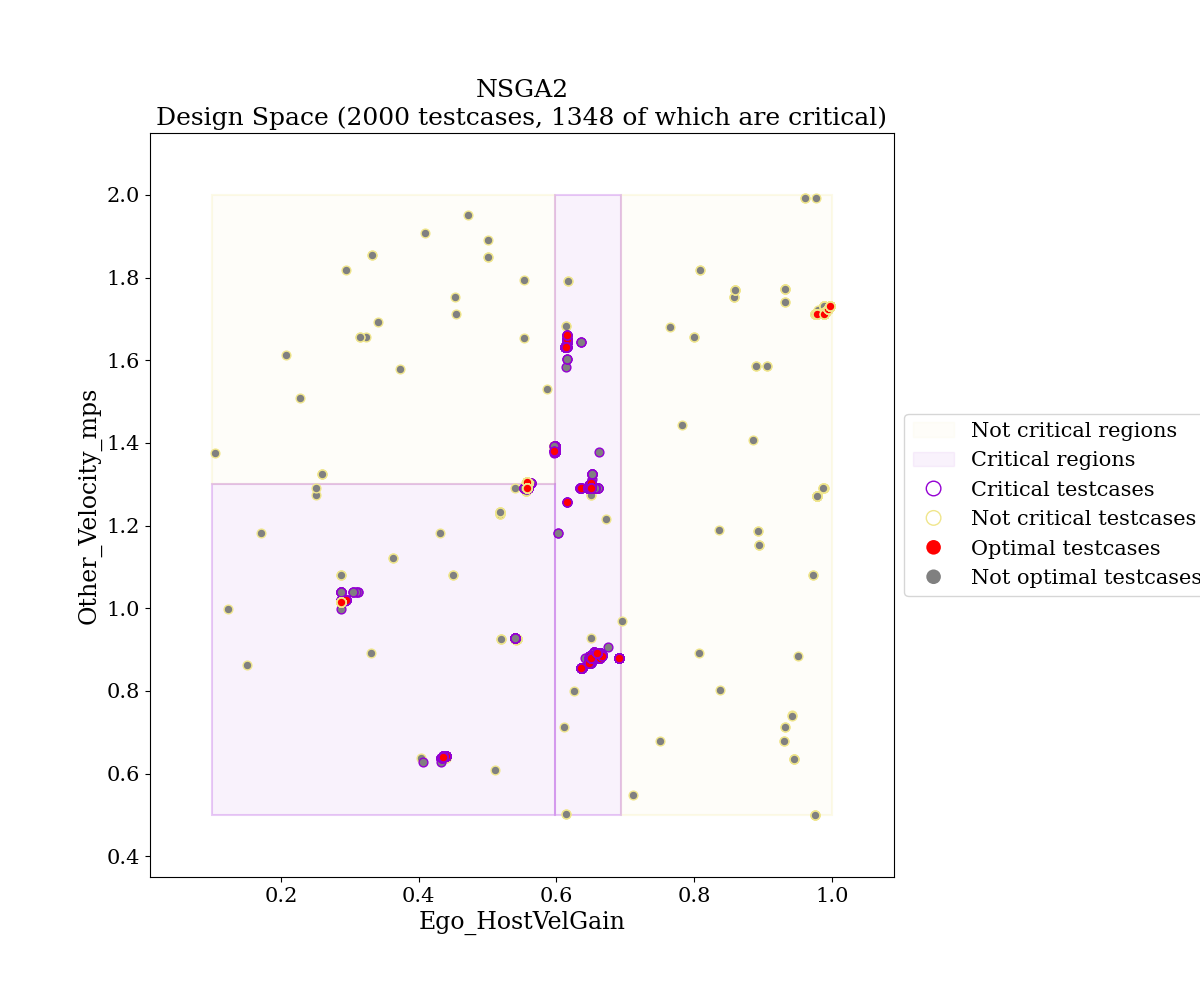 NSGA2
Design Space (2000 testcases, 1348 of which are critical)
Other_Velocity_mps
2.0
1.8
1.6
1.4
1.2
1.0
0.8
0.6
0.4
0.2
0.4
0.6
0.8
1.0
Ego_HostVelGain
Not critical regions
Critical regions
Critical testcases
Not critical testcases
Optimal testcases
Not optimal testcases